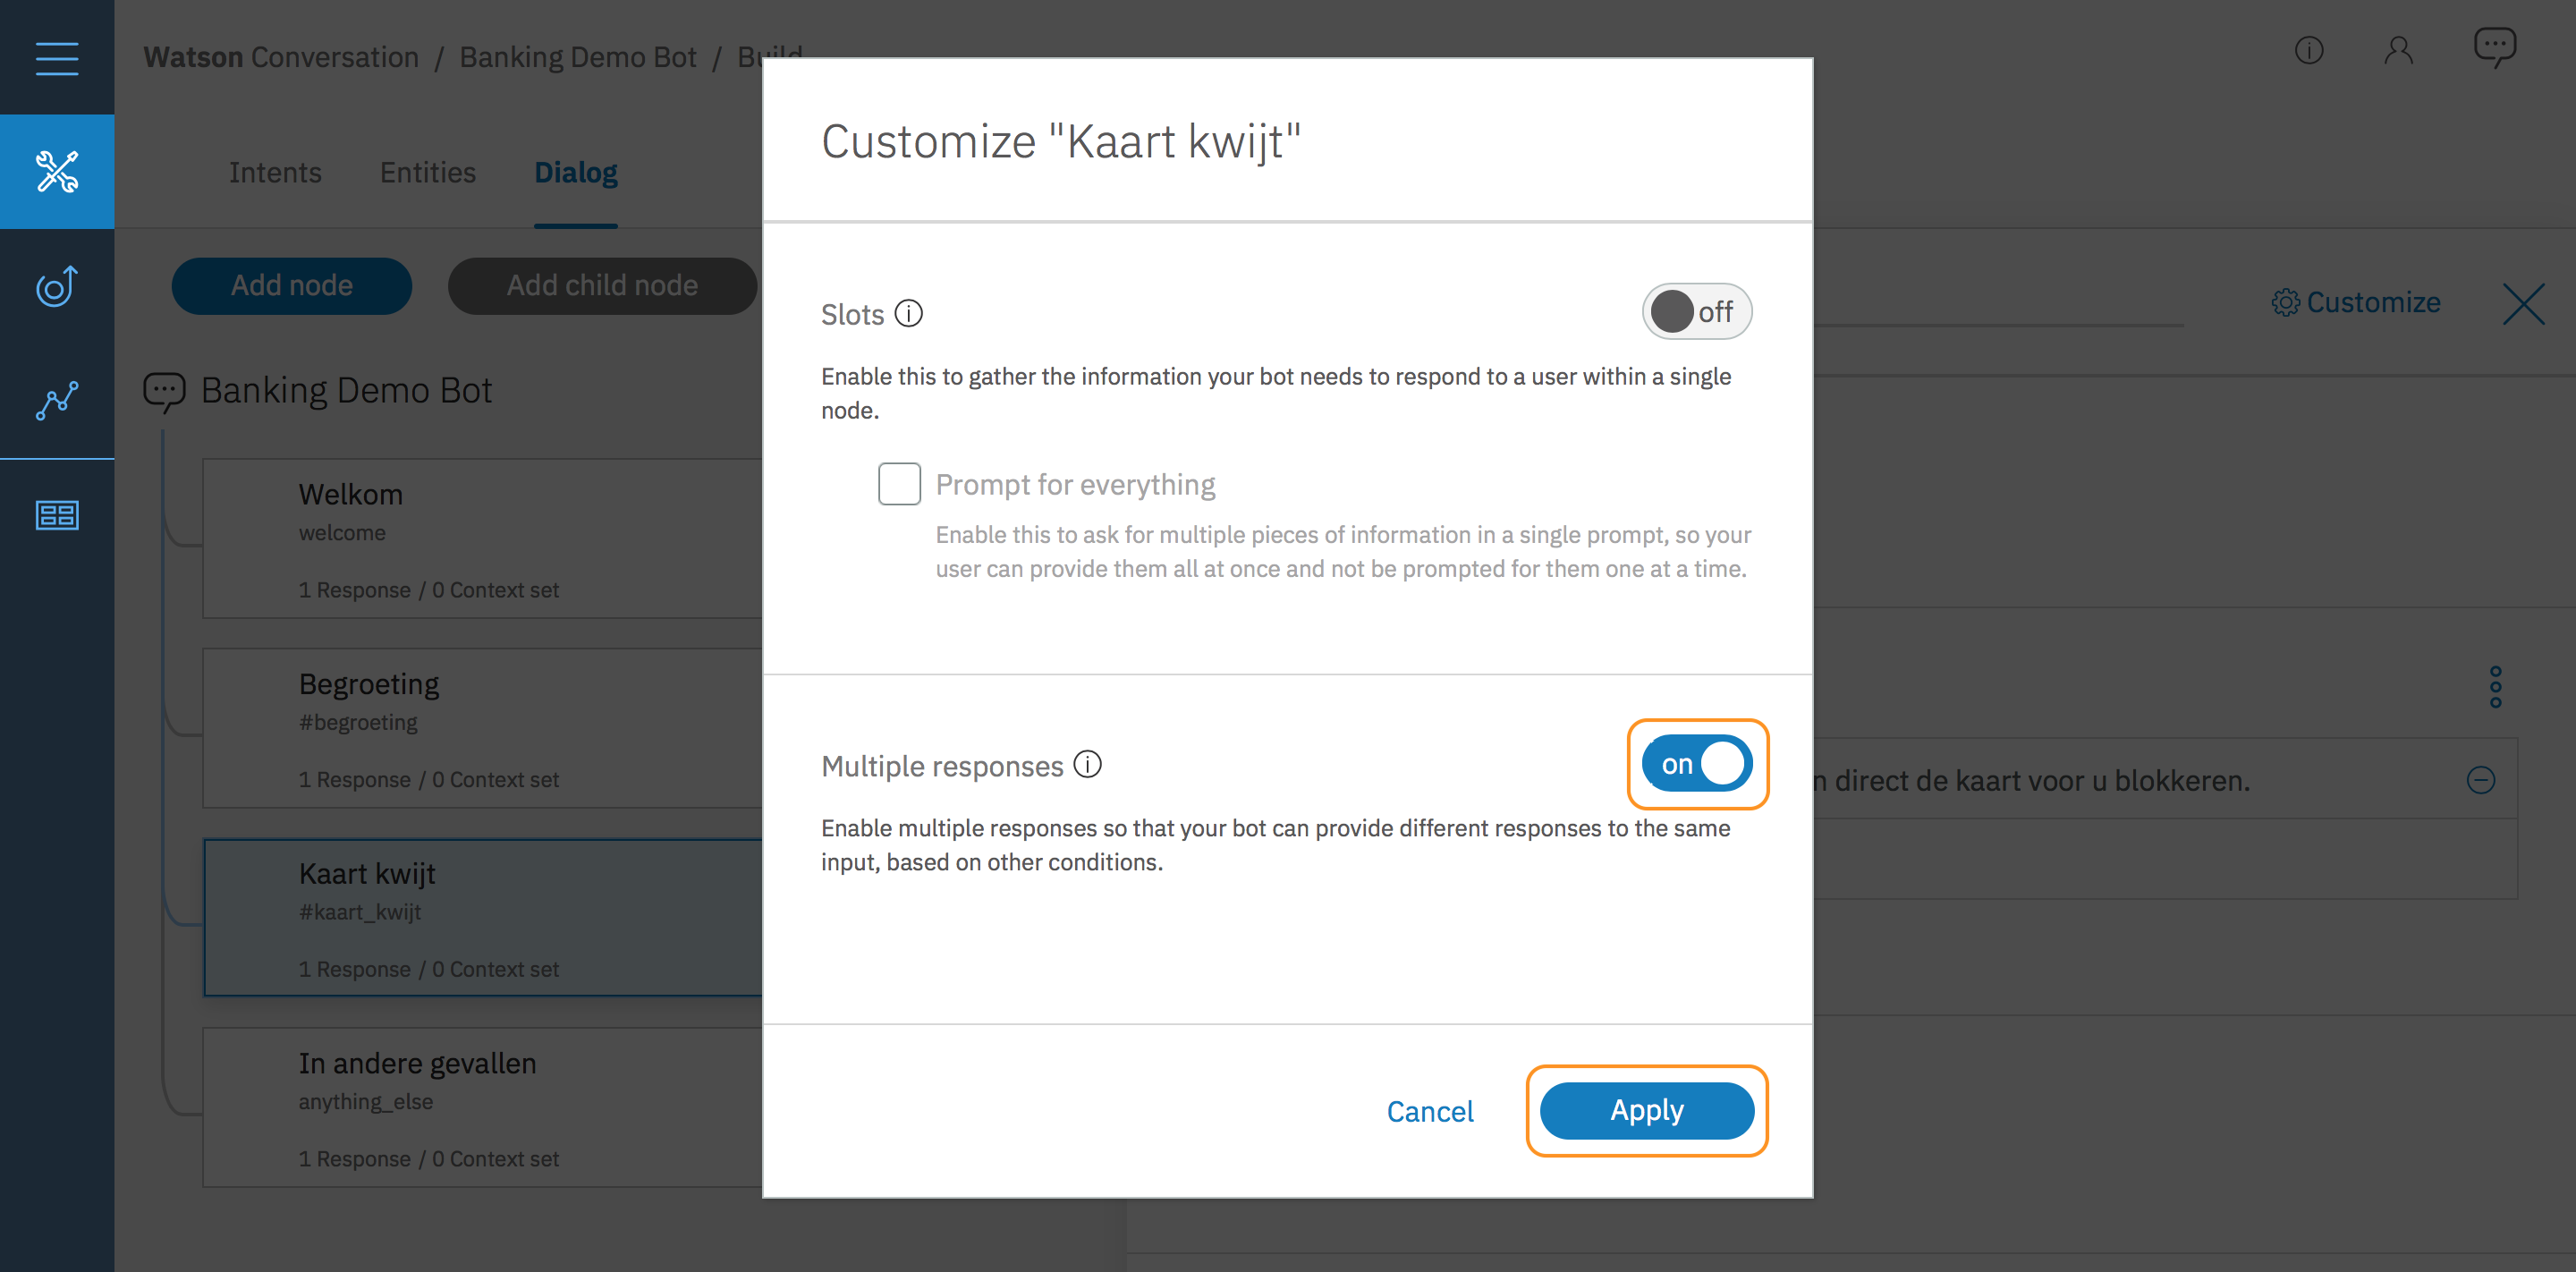 Watson Conversation / Banking Demo Bot / Build
Intents Entities Dialog
Add node Add child node
Banking Demo Bot
Welkom
welcome
1 Response / 0 Context set
Begroeting
#begroeting
1 Response / 0 Context set
Kaart kwijt
#kaart_kwijt
1 Response / 0 Context set
In andere gevallen
anything_else
1 Response / 0 Context set
Customize "Kaart kwijt"
Slots
off
Enable this to gather the information your bot needs to respond to a user within a single
node.
Prompt for everything
Enable this to ask for multiple pieces of information in a single prompt, so your
user can provide them all at once and not be prompted for them one at a time.
Multiple responses
on
Enable multiple responses so that your bot can provide different responses to the same
input, based on other conditions.
Cancel Apply
Customize
direct de kaart voor u blokkeren.